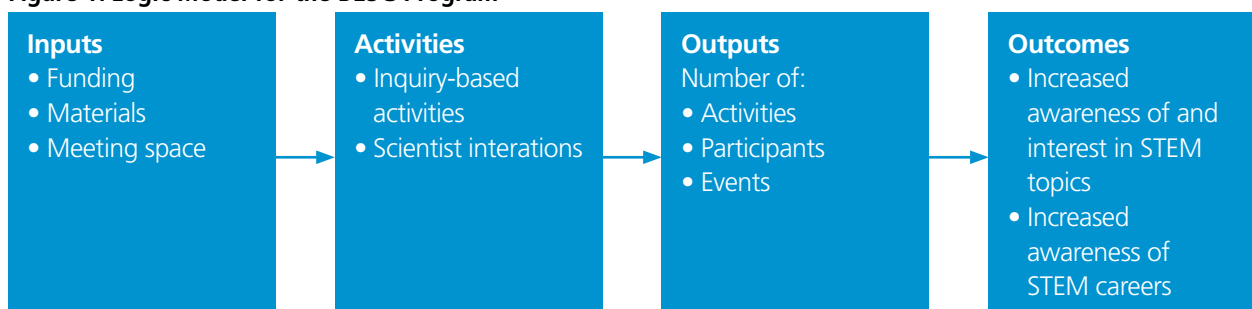 Inputs
• Funding
• Materials
• Meeting space
Activities
• Inquiry-based
activities
• Scientist interations
Outputs
Number of:
• Activities
• Participants
• Events
Outcomes
• Increased
awareness of and
interest in STEM
topics
• Increased
awareness of
STEM careers